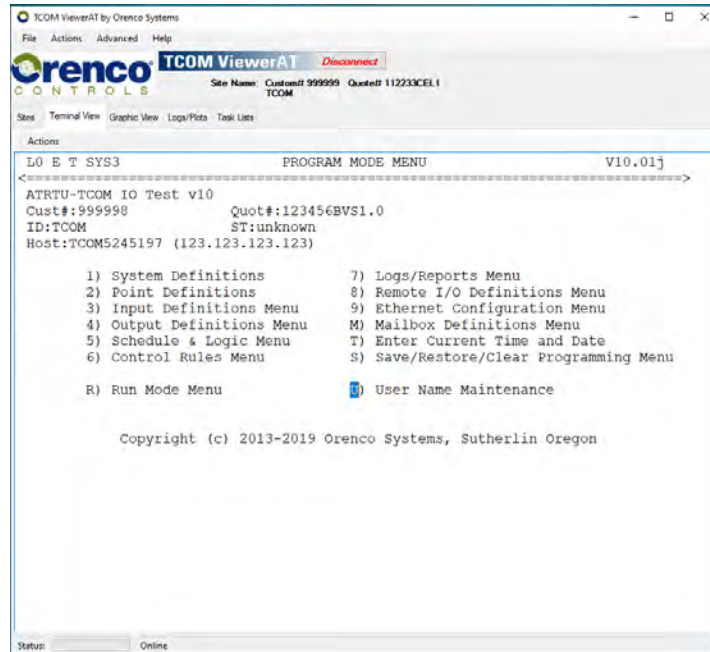 TCOM ViewerAT by Orenco Systems
File Actions Advanced Help
Orenco CONTROLS
TCOM ViewerAT Disconnect
Site Name: Custom# 999999 Quote# 112233CEL1
TCOM
Sites Terminal View Graphic View Logs/Plots Task Lists
Actions
L0 E T SYS3 PROGRAM MODE MENU V10.01j
<==============================================================================>
ATRTU-TCOM IO Test v10
Cust#:999998 Quot#:123456BVS1.0
ID:TCOM ST:unknown
Host:TCOM5245197 (123.123.123.123)
1) System Definitions 7) Logs/Reports Menu
2) Point Definitions 8) Remote I/O Definitions Menu
3) Input Definitions Menu 9) Ethernet Configuration Menu
4) Output Definitions Menu M) Mailbox Definitions Menu
5) Schedule & Logic Menu T) Enter Current Time and Date
6) Control Rules Menu S) Save/Restore/Clear Programming Menu
R) Run Mode Menu U) User Name Maintenance
Copyright (c) 2013-2019 Orenco Systems, Sutherlin Oregon
Status: Online